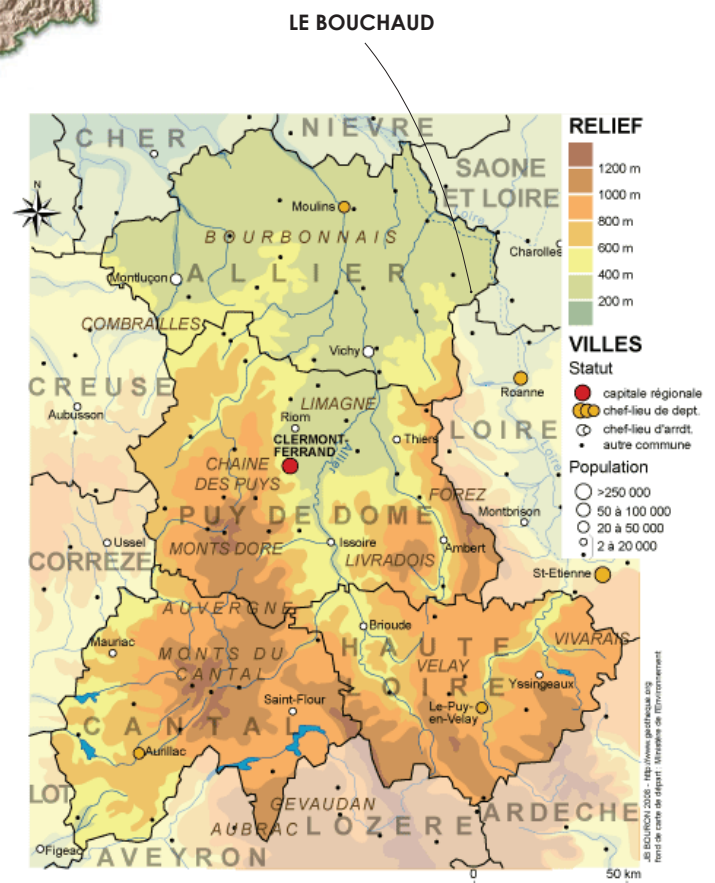 LE BOUCHAUD
CHER
NIEVRE
SAONE
ET LOIRE
Loire
N
Moulins
BOURBONNAIS
Charolles
ALLIER
Montluçon
COMBRAILLES
Vichy
CREUSE
Aubusson
LIMAGNE
Riom
CLERMONT-
FERRAND
Allier
Thiers
Roanne
LOIRE
Loire
CHAINE
DES PUYS
FOREZ
PUY DE DOME
Montbrison
Ussel
MONTS DORE
Issoire
LIVRADOIS
Ambert
CORREZE
St-Etienne
AUVERGNE
Brioude
Mauriac
MONTS DU
CANTAL
HAUTE
LOIRE
VELAY
VIVARAIS
Yssingeaux
Saint-Flour
Le-Puy-
en-Velay
CANTAL
Aurillac
LOT
GEVAUDAN
AUBRAC
LOZERE
ARDECHE
Figeac
AVEYRON
0
50 km
RELIEF
1200 m
1000 m
800 m
600 m
400 m
200 m
VILLES
Statut
capitale régionale
chef-lieu de dept.
chef-lieu d'arrdt.
autre commune
Population
>250 000
50 à 100 000
20 à 50 000
2 à 20 000
JB BOURON 2008 - http://www.geotheque.org
fond de carte de départ : Ministère de l'Environnement